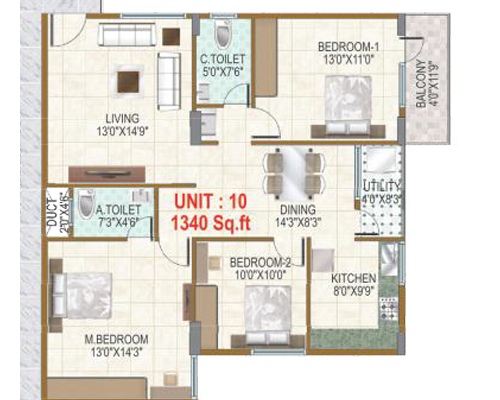 C.TOILET
5'0"X7'6"
BEDROOM-1
13'0"X11'0"
BALCONY
4'0"X11'9"
LIVING
13'0"X14'9"
UTILITY
4'0"X8'3"
DUCT
2'0"X4'6"
A.TOILET
7'3"X4'6"
UNIT : 10
1340 Sq.ft
DINING
14'3"X8'3"
BEDROOM-2
10'0"X10'0"
KITCHEN
8'0"X9'9"
M.BEDROOM
13'0"X14'3"